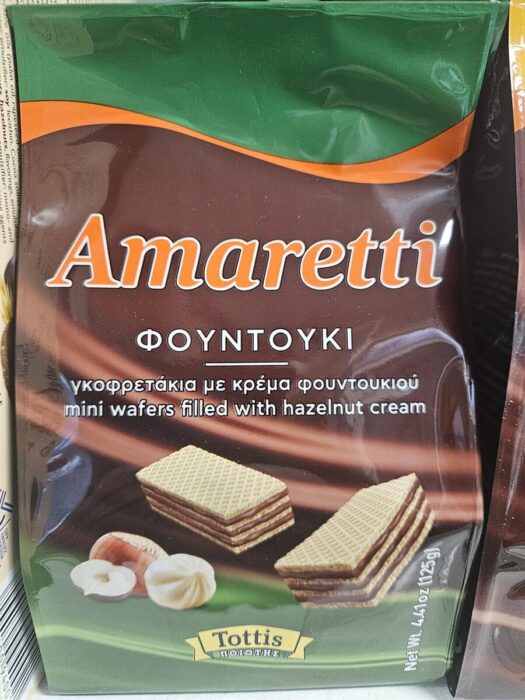 Amaretti
ΦΟΥΝΤΟΥΚΙ
γκοφρετάκια με κρέμα φουντουκιού
mini wafers filled with hazelnut cream
Tottis
ΠΟΙΟΤΗΣ
Net Wt. 4.41oz (125g)